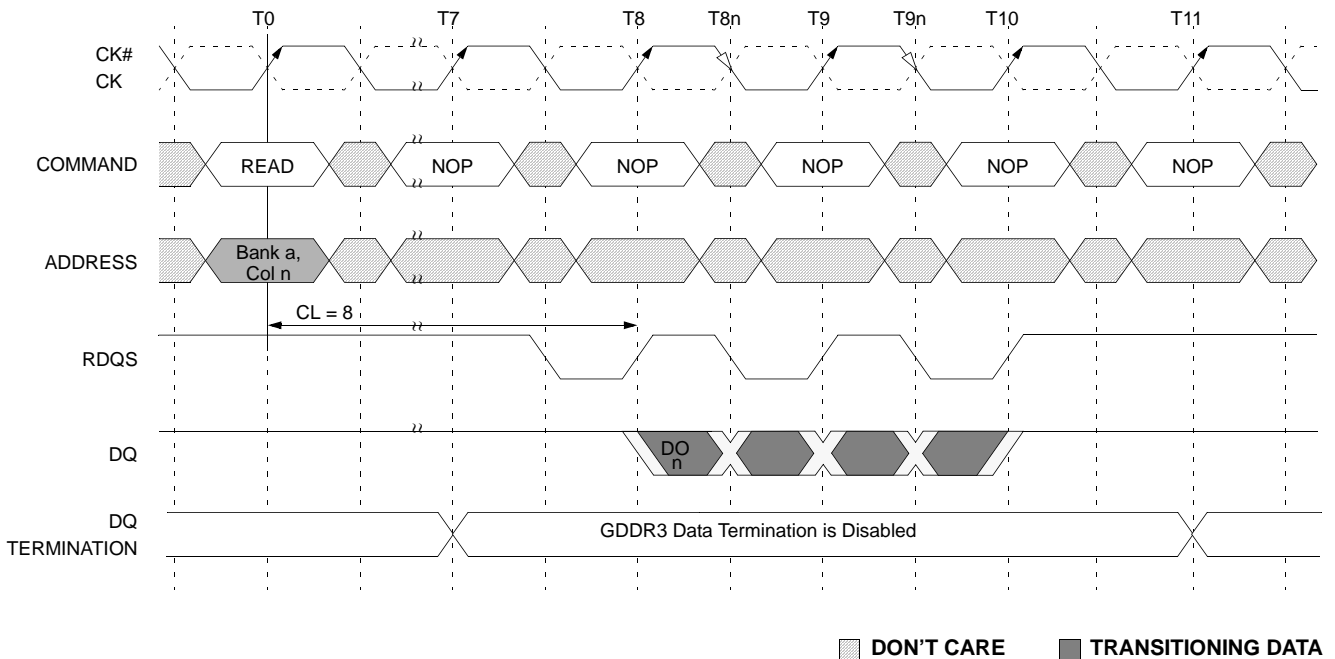 T0 T7 T8 T8n T9 T9n T10 T11
CK#
CK
COMMAND READ NOP NOP NOP NOP NOP
ADDRESS Bank a,
Col n
CL = 8
RDQS
DQ DO
n
DQ
TERMINATION GDDR3 Data Termination is Disabled
DON'T CARE TRANSITIONING DATA